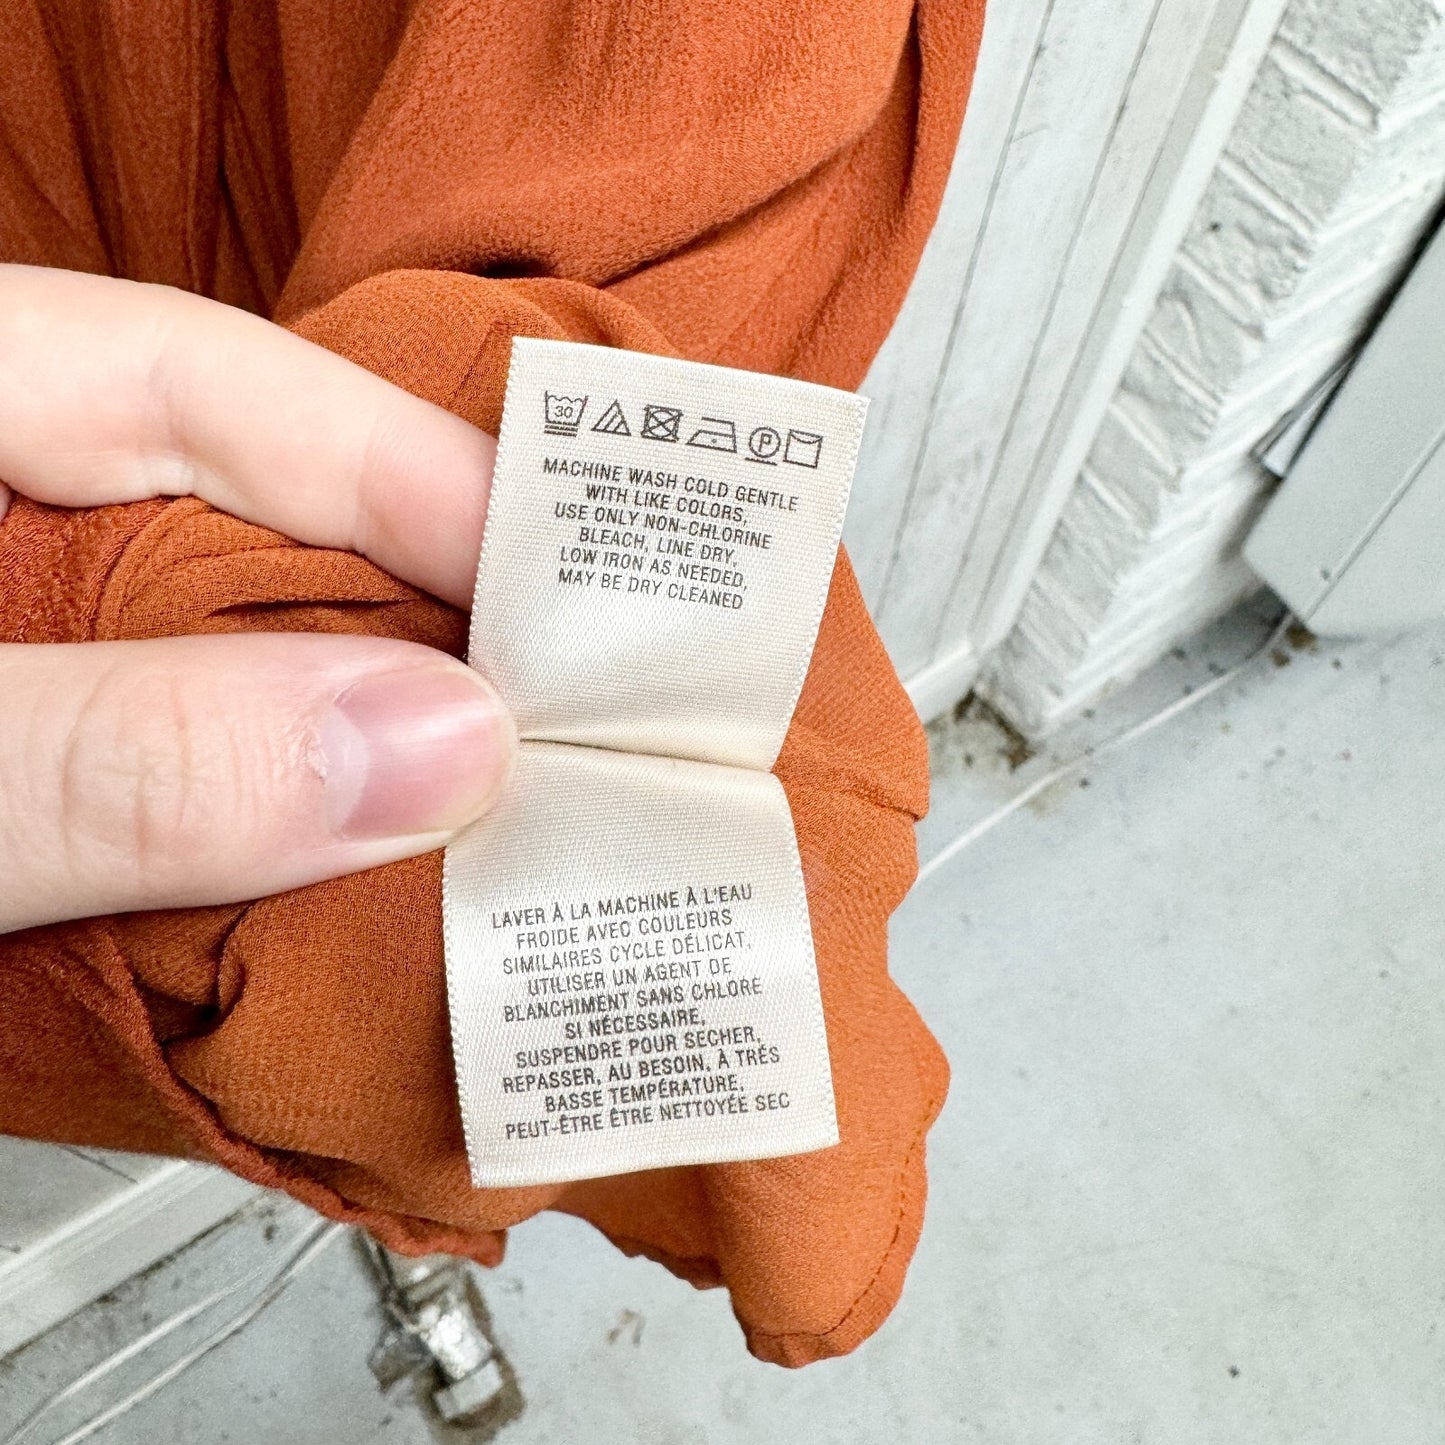 30 P
MACHINE WASH COLD GENTLE
WITH LIKE COLORS,
USE ONLY NON-CHLORINE
BLEACH, LINE DRY,
LOW IRON AS NEEDED,
MAY BE DRY CLEANED
LAVER À LA MACHINE À L'EAU
FROIDE AVEC COULEURS
SIMILAIRES CYCLE DÉLICAT,
UTILISER UN AGENT DE
BLANCHIMENT SANS CHLORE
SI NÉCESSAIRE,
SUSPENDRE POUR SECHER,
REPASSER, AU BESOIN, À TRÉS
BASSE TEMPÉRATURE,
PEUT-ÊTRE ÊTRE NETTOYÉE SEC